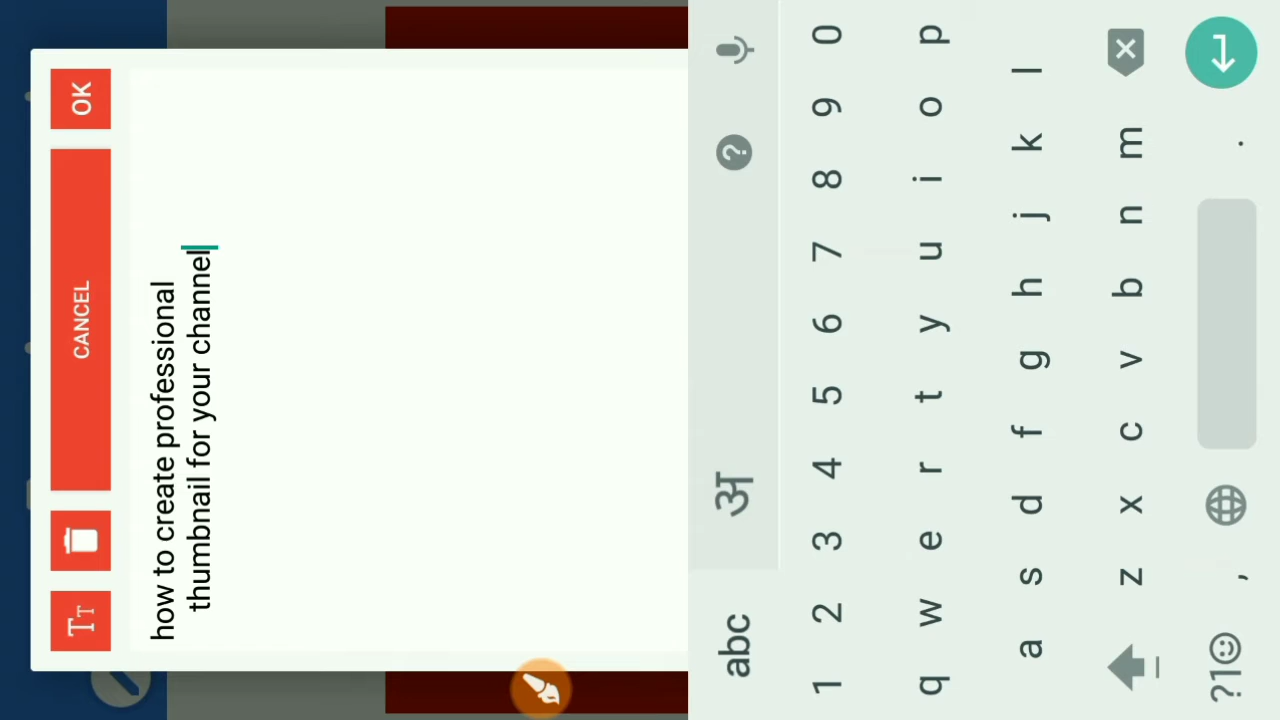 TT
CANCEL
OK
how to create professional
thumbnail for your channel
abc
अ
1 2 3 4 5 6 7 8 9 0
q w e r t y u i o p
a s d f g h j k l
z x c v b n m
?1 , .